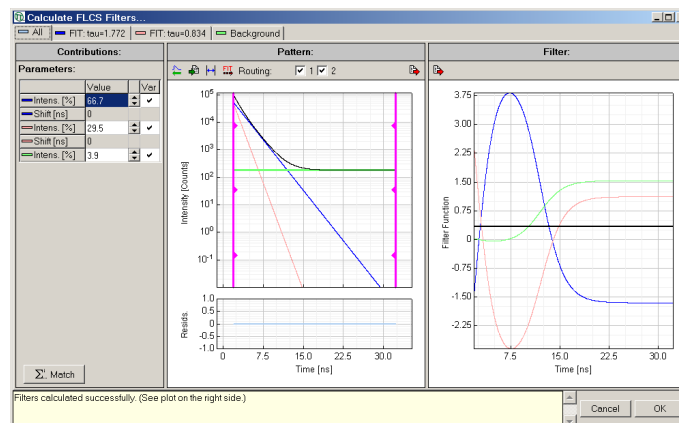 Calculate FLCS Filters...
All FIT: tau=1.772 FIT: tau=0.834 Background
Contributions:
Parameters:
Value Var
Intens. [%] 66.7
Shift [ns] 0
Intens. [%] 29.5
Shift [ns] 0
Intens. [%] 3.9
Σ Match
Pattern:
FIT Routing: 1 2
Intensity [Counts]
10^5
10^4
10^3
10^2
10^1
10^0
10^-1
Resids.
1.0
0.5
0.0
-0.5
-1.0
0 7.5 15.0 22.5 30.0
Time [ns]
Filter:
Filter Function
3.75
3.00
2.25
1.50
0.75
0
-0.75
-1.50
-2.25
7.5 15.0 22.5 30.0
Time [ns]
Filters calculated successfully. (See plot on the right side.)
Cancel OK